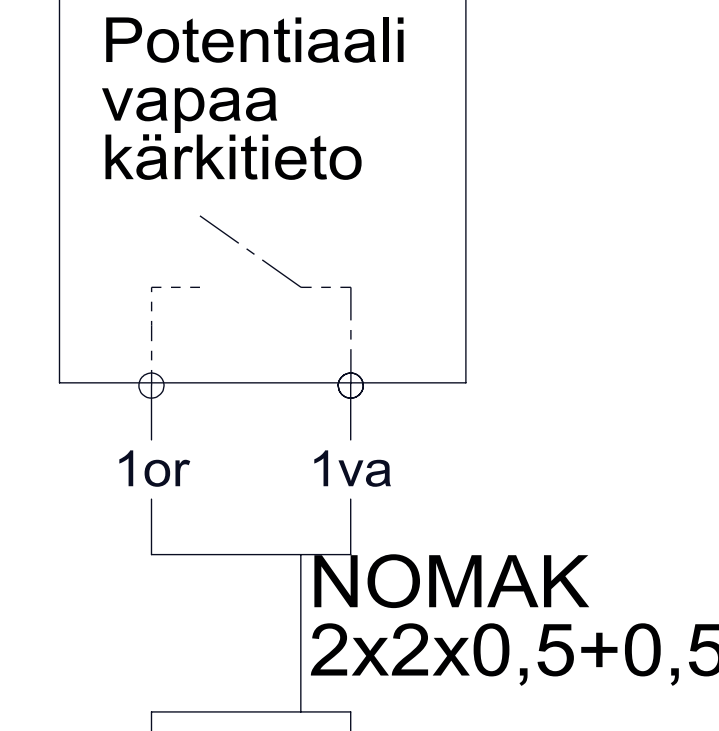 Potentiaali
vapaa
kärkitieto
1or 1va
NOMAK
2x2x0,5+0,5